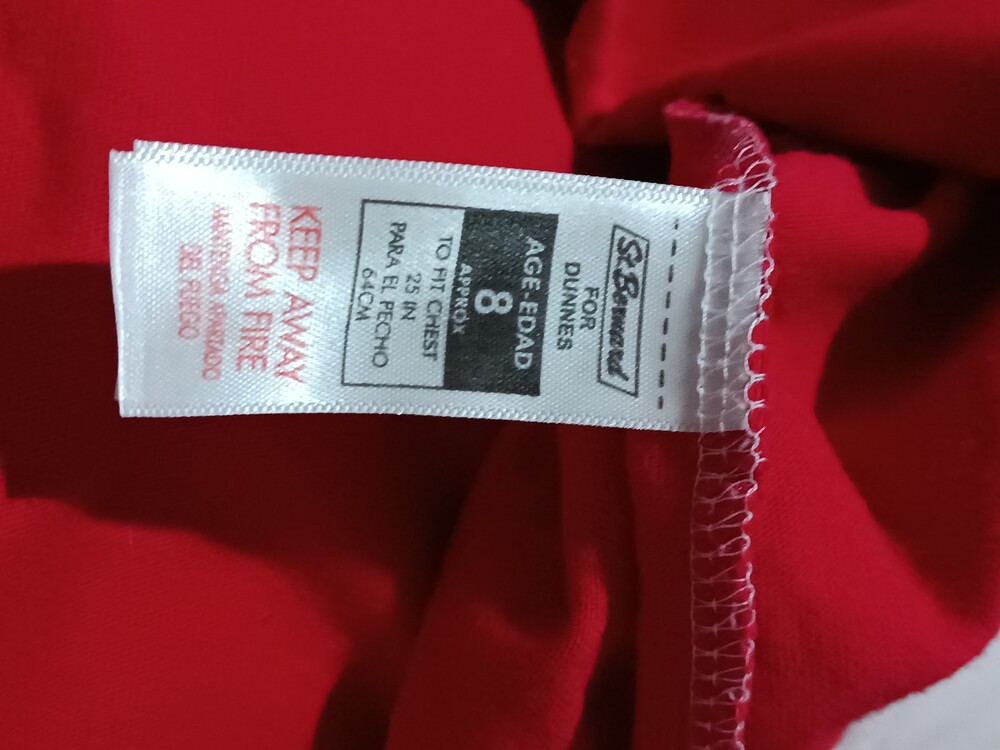 St.Bernard
FOR
DUNNES
AGE-EDAD
8
APPROX
TO FIT CHEST
25 IN
PARA EL PECHO
64CM
KEEP AWAY
FROM FIRE
MANTENGA APARTADO
DEL FUEGO